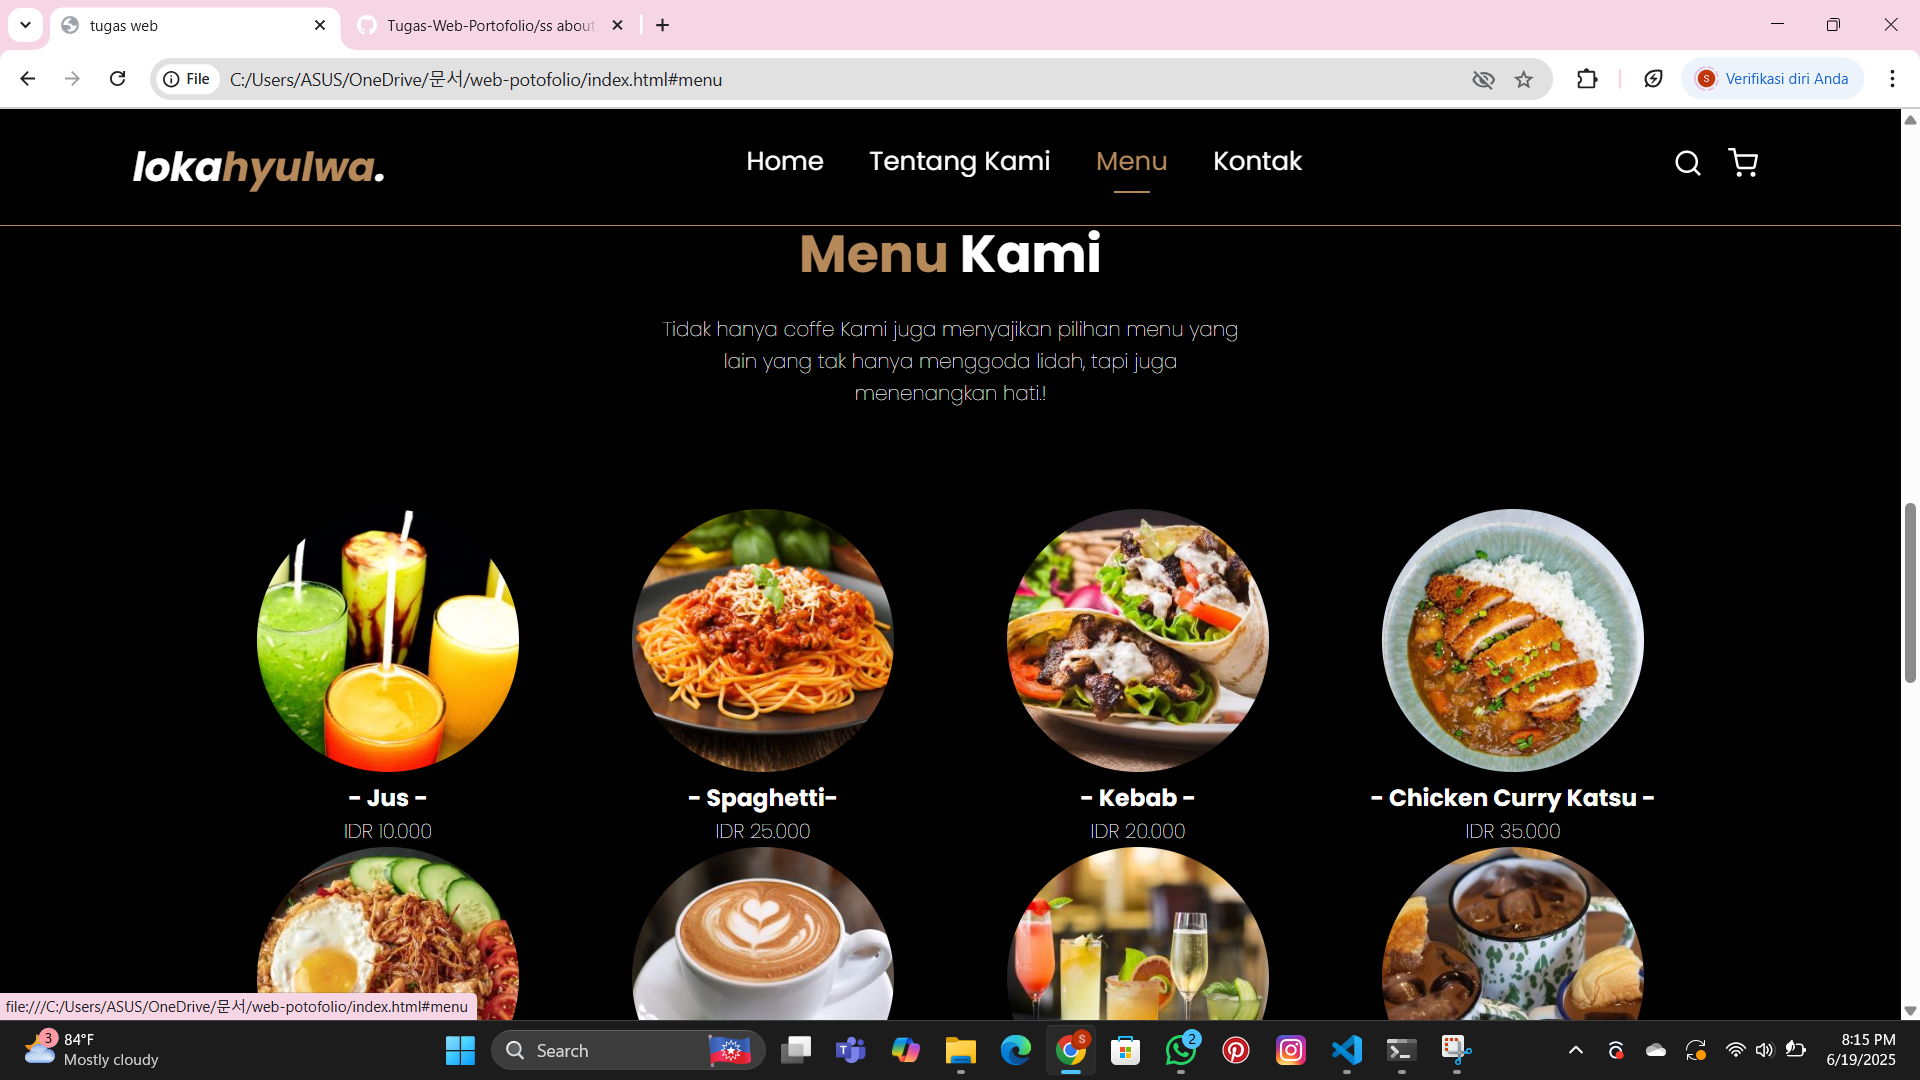 tugas web
Tugas-Web-Portofolio/ss about
File
C:/Users/ASUS/OneDrive/문서/web-potofolio/index.html#menu
S
Verifikasi diri Anda
lokahyulwa.
Home
Tentang Kami
Menu
Kontak
Menu Kami
Tidak hanya coffe Kami juga menyajikan pilihan menu yang
lain yang tak hanya menggoda lidah, tapi juga
menenangkan hati.!
- Jus -
IDR 10.000
- Spaghetti-
IDR 25.000
- Kebab -
IDR 20.000
- Chicken Curry Katsu -
IDR 35.000
file:///C:/Users/ASUS/OneDrive/문서/web-potofolio/index.html#menu
3
84°F
Mostly cloudy
Search
S
2
8:15 PM
6/19/2025